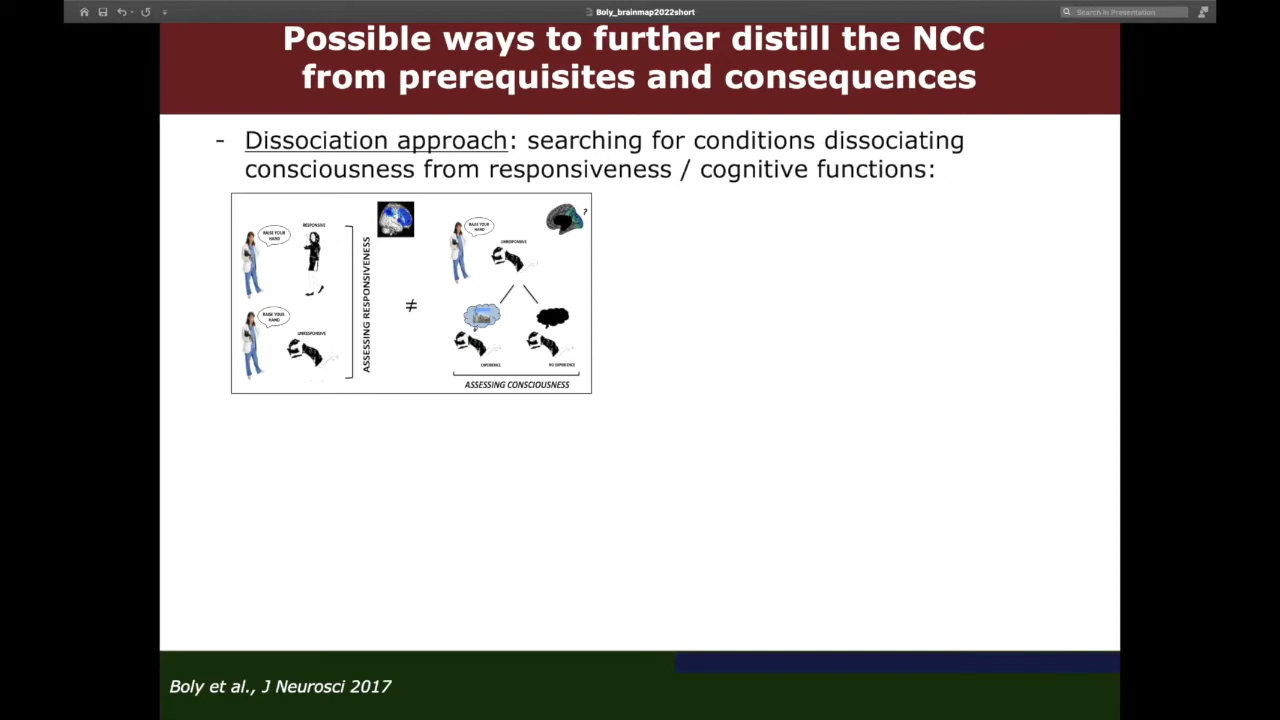 Boly_brainmap2022short
Search in Presentation
Possible ways to further distill the NCC
from prerequisites and consequences
- Dissociation approach: searching for conditions dissociating
consciousness from responsiveness / cognitive functions:
RAISE YOUR
HAND
RESPONSIVE
RAISE YOUR
HAND
UNRESPONSIVE
ASSESSING RESPONSIVENESS
≠
RAISE YOUR
HAND
UNRESPONSIVE
?
EXPERIENCE
NO EXPERIENCE
ASSESSING CONSCIOUSNESS
Boly et al., J Neurosci 2017